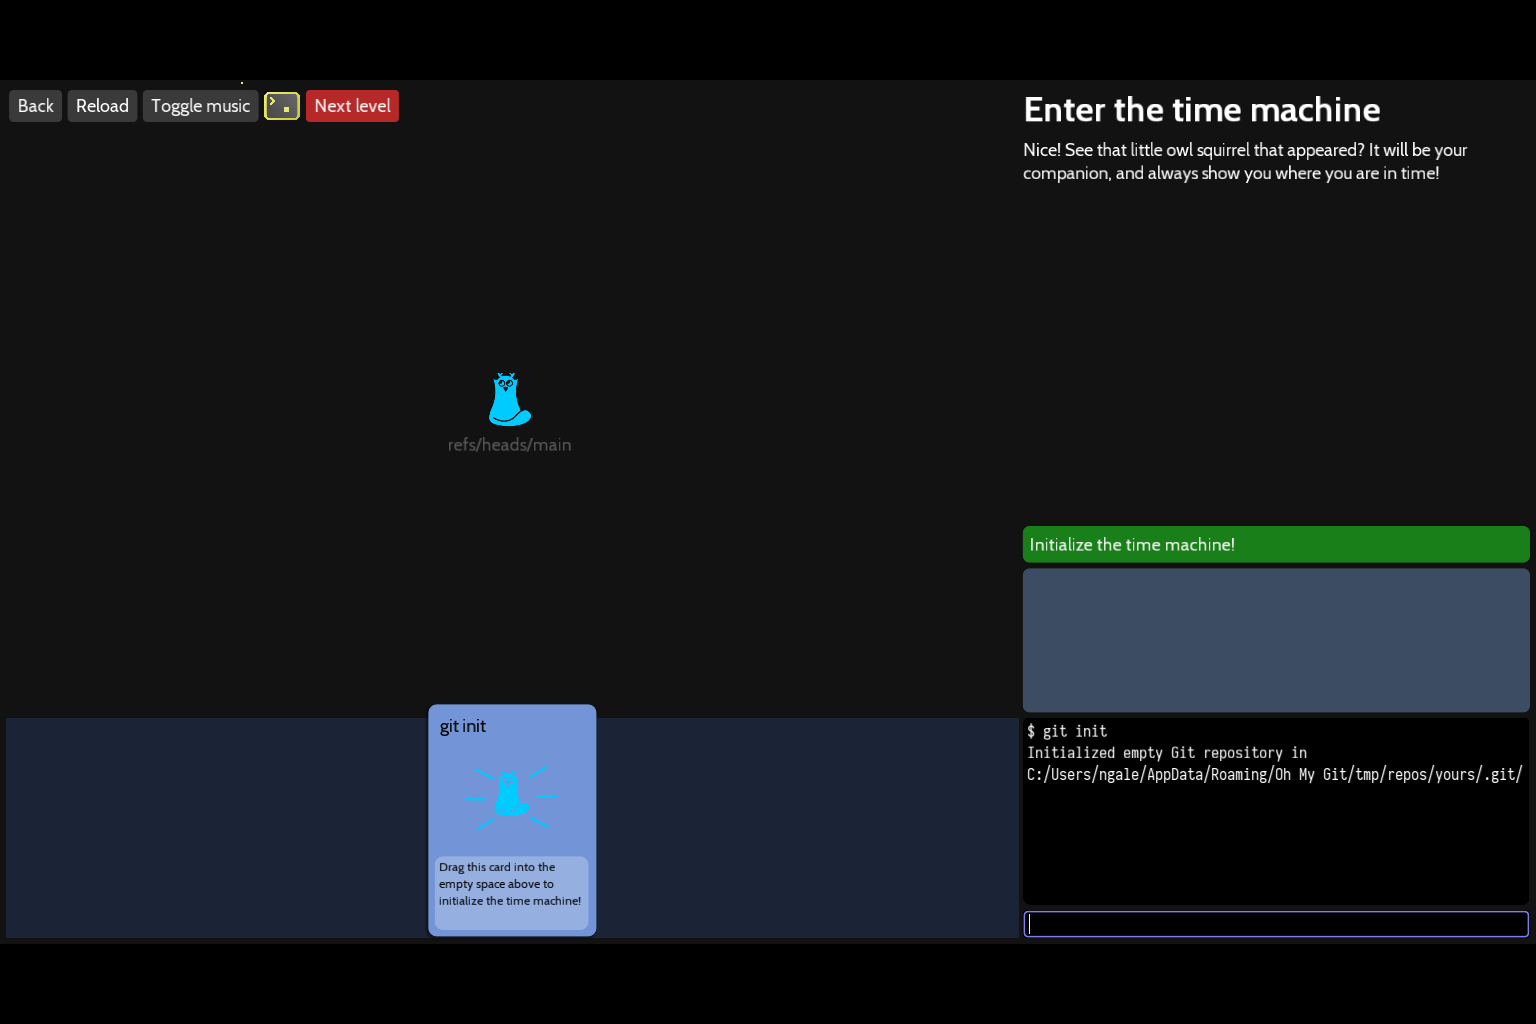 Back Reload Toggle music Next level
Enter the time machine
Nice! See that little owl squirrel that appeared? It will be your
companion, and always show you where you are in time!
refs/heads/main
Initialize the time machine!
git init
Drag this card into the
empty space above to
initialize the time machine!
$ git init
Initialized empty Git repository in
C:/Users/ngale/AppData/Roaming/Oh My Git/tmp/repos/yours/.git/